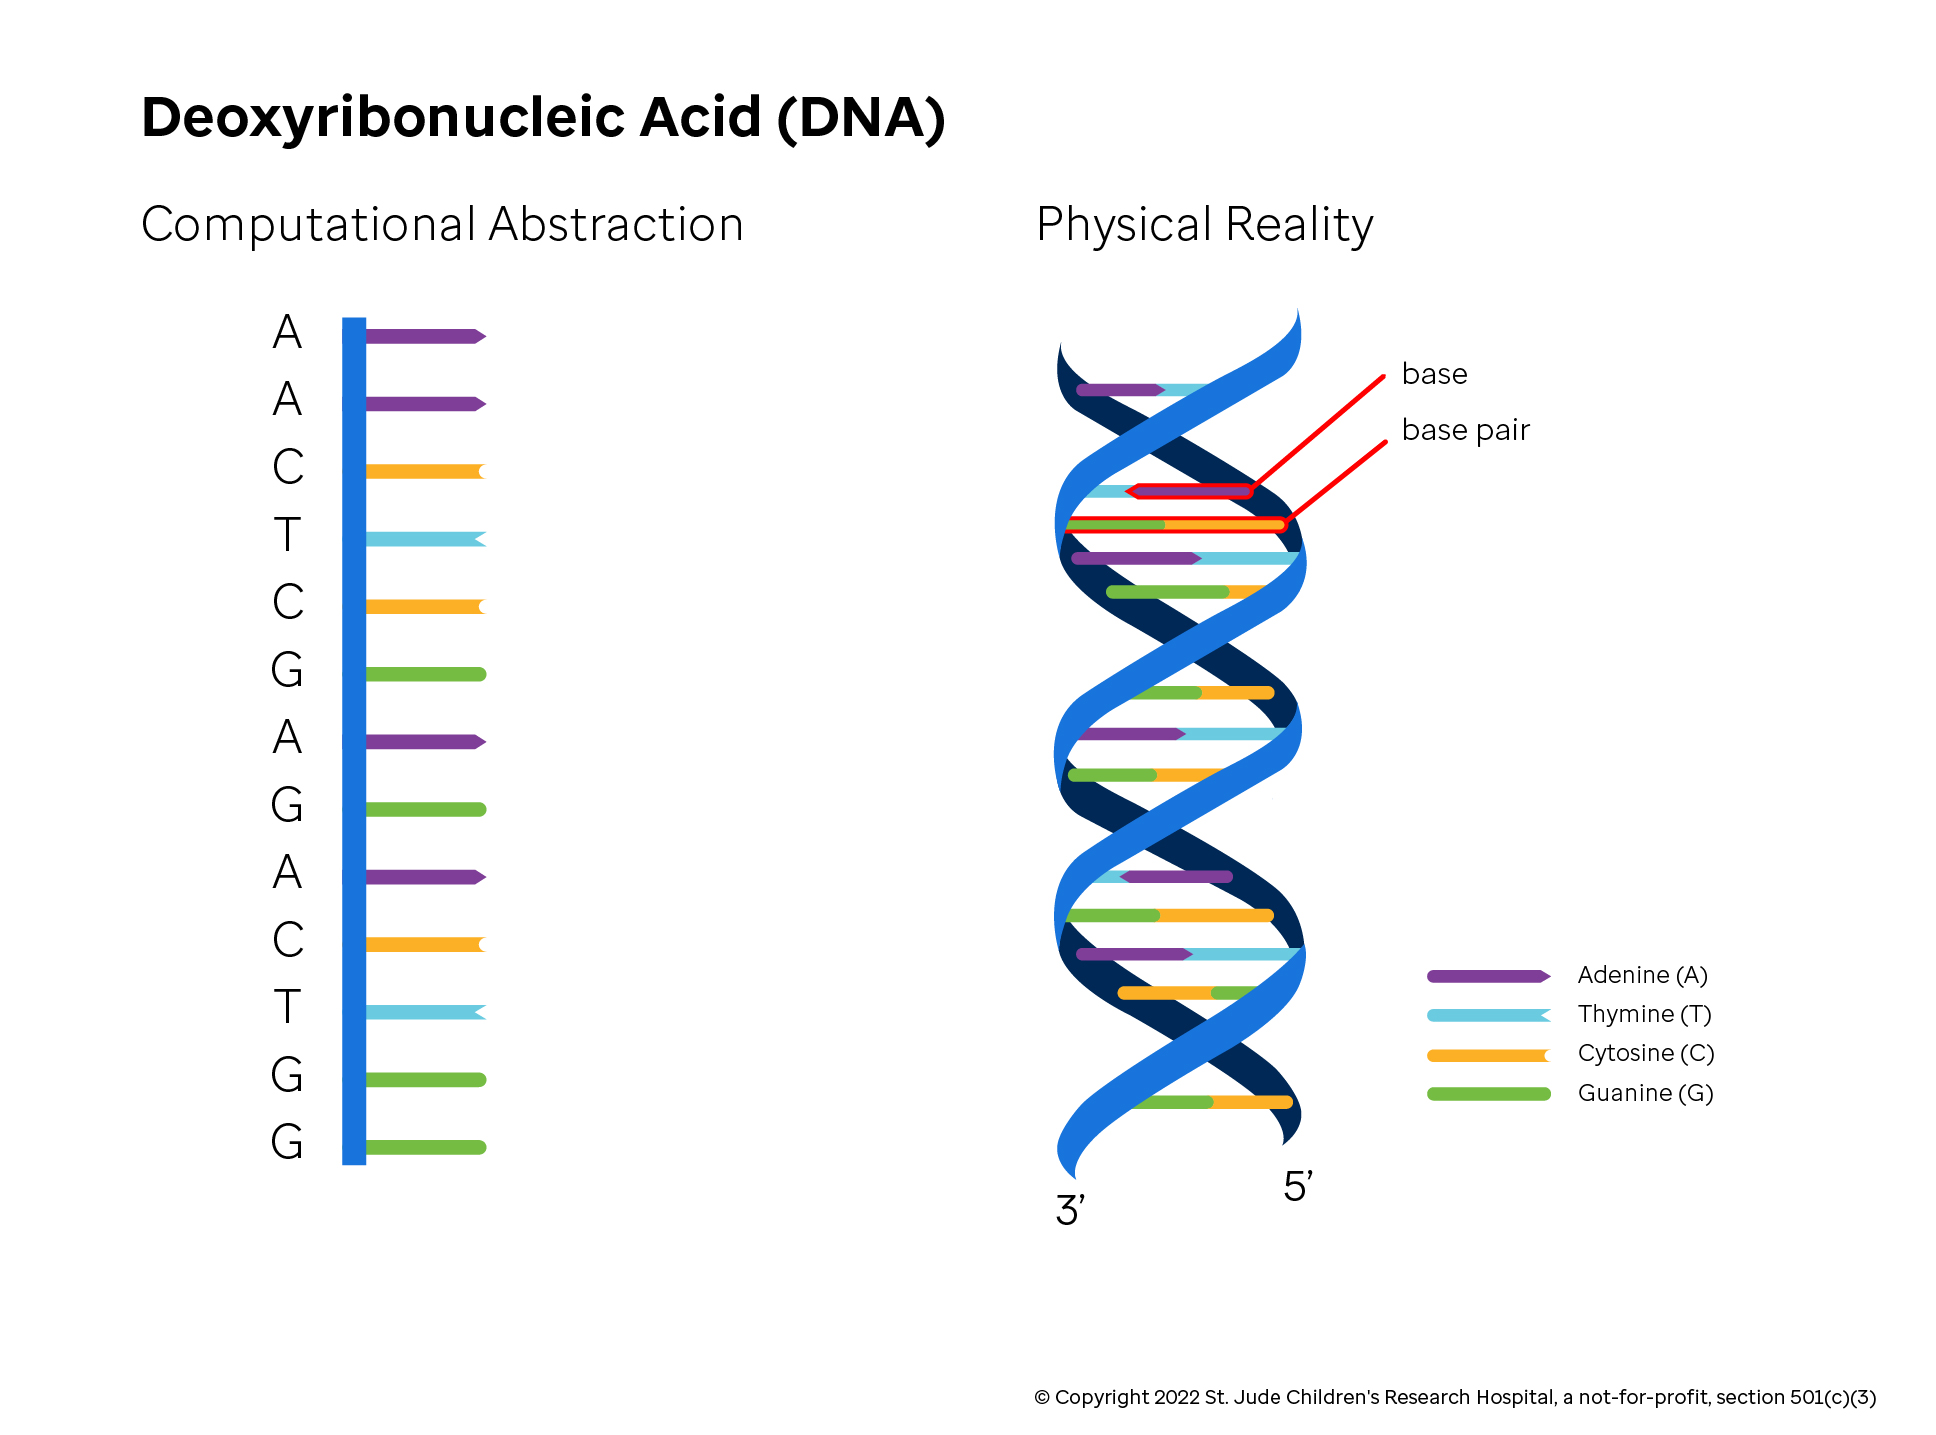 Deoxyribonucleic Acid (DNA)
Computational Abstraction
A
A
C
T
C
G
A
G
A
C
T
G
G
Physical Reality
base
base pair
3’
5’
Adenine (A)
Thymine (T)
Cytosine (C)
Guanine (G)
© Copyright 2022 St. Jude Children's Research Hospital, a not-for-profit, section 501(c)(3)